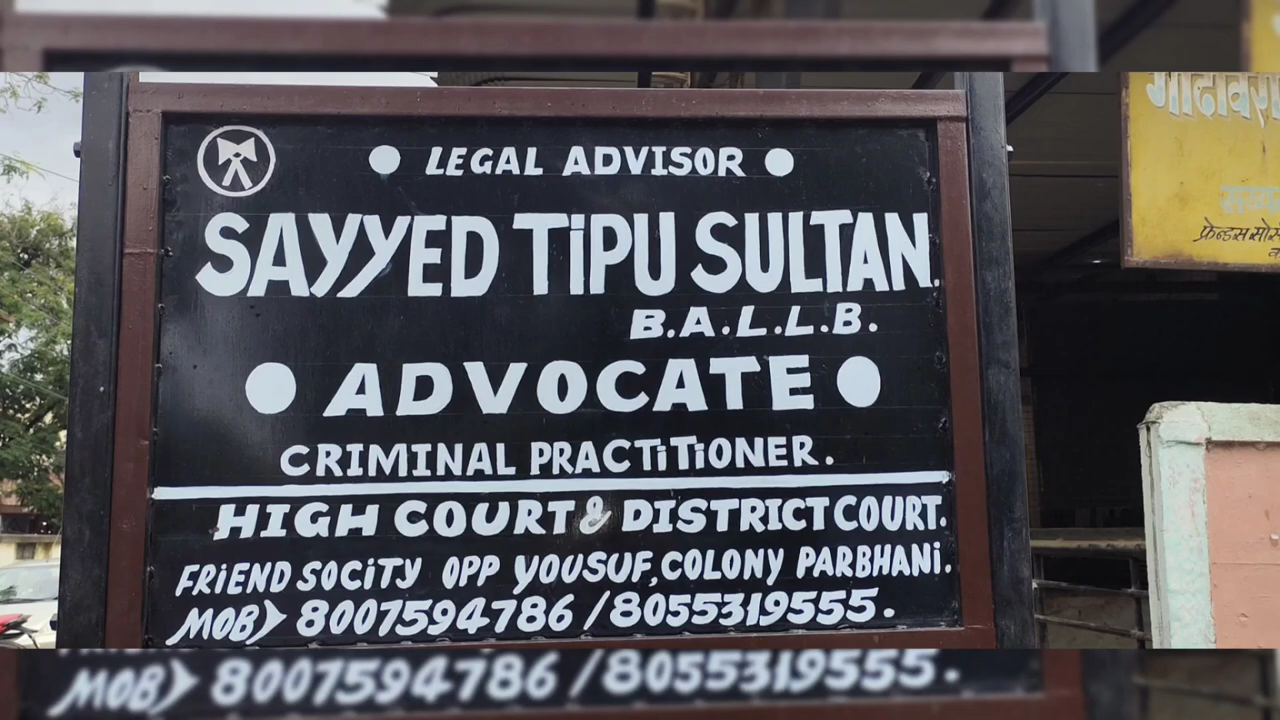 LEGAL ADVISOR
SAYYED TiPU SULTAN.
B.A.L.L.B.
ADVOCATE
CRIMINAL PRACTiTiONER.
HIGH COURT & DISTRICT COURT.
FRiEND SOCiTY OPP YOUSUF, COLONY PARBHANi.
MOB 8007594786 / 8055319555.
MOB 8007594786 / 8055319555.